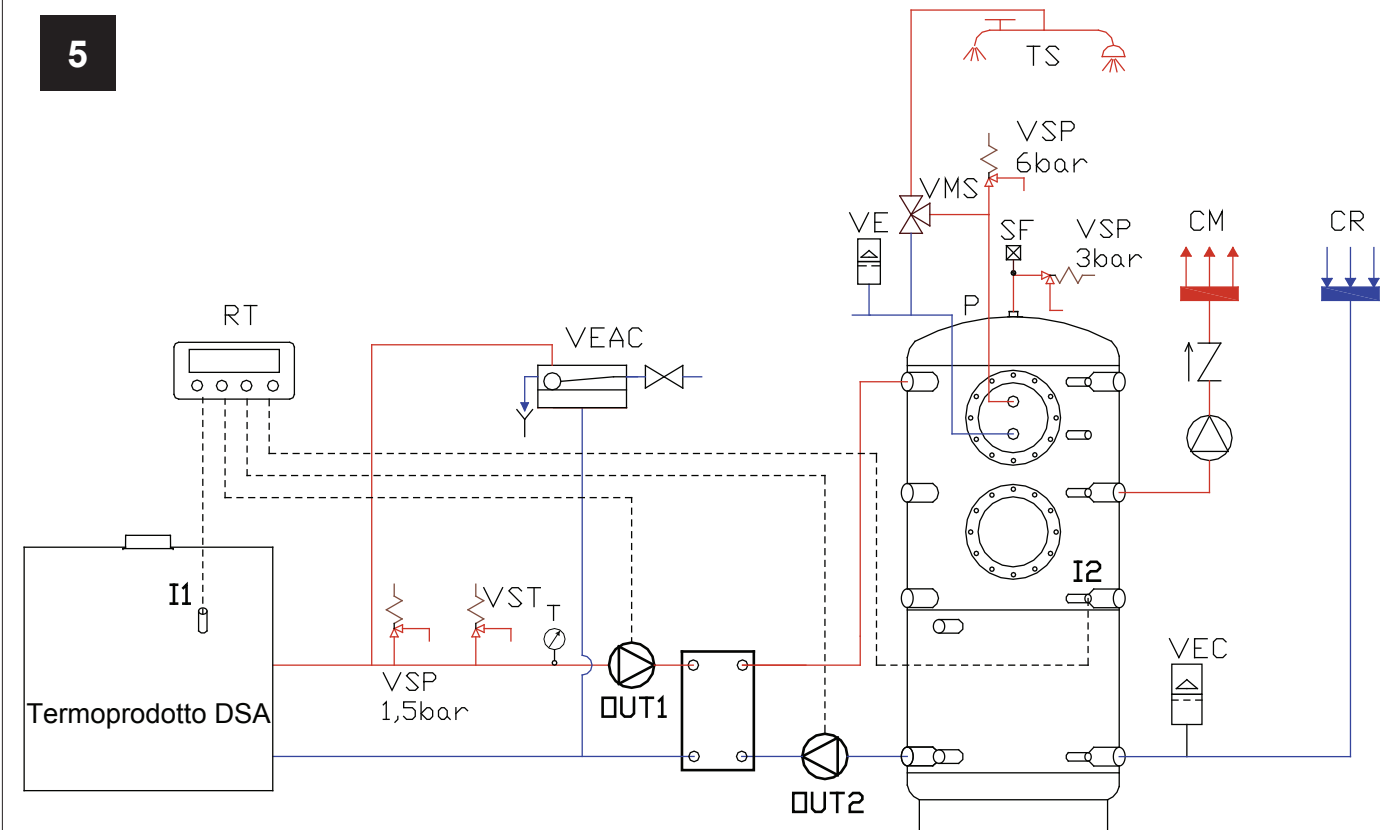 5
TS
VSP
6bar
VMS
VE
SF
VSP
3bar
CM
CR
P
RT
VEAC
I1
VST
T
I2
VSP
1,5bar
VEC
Termoprodotto DSA
OUT1
OUT2